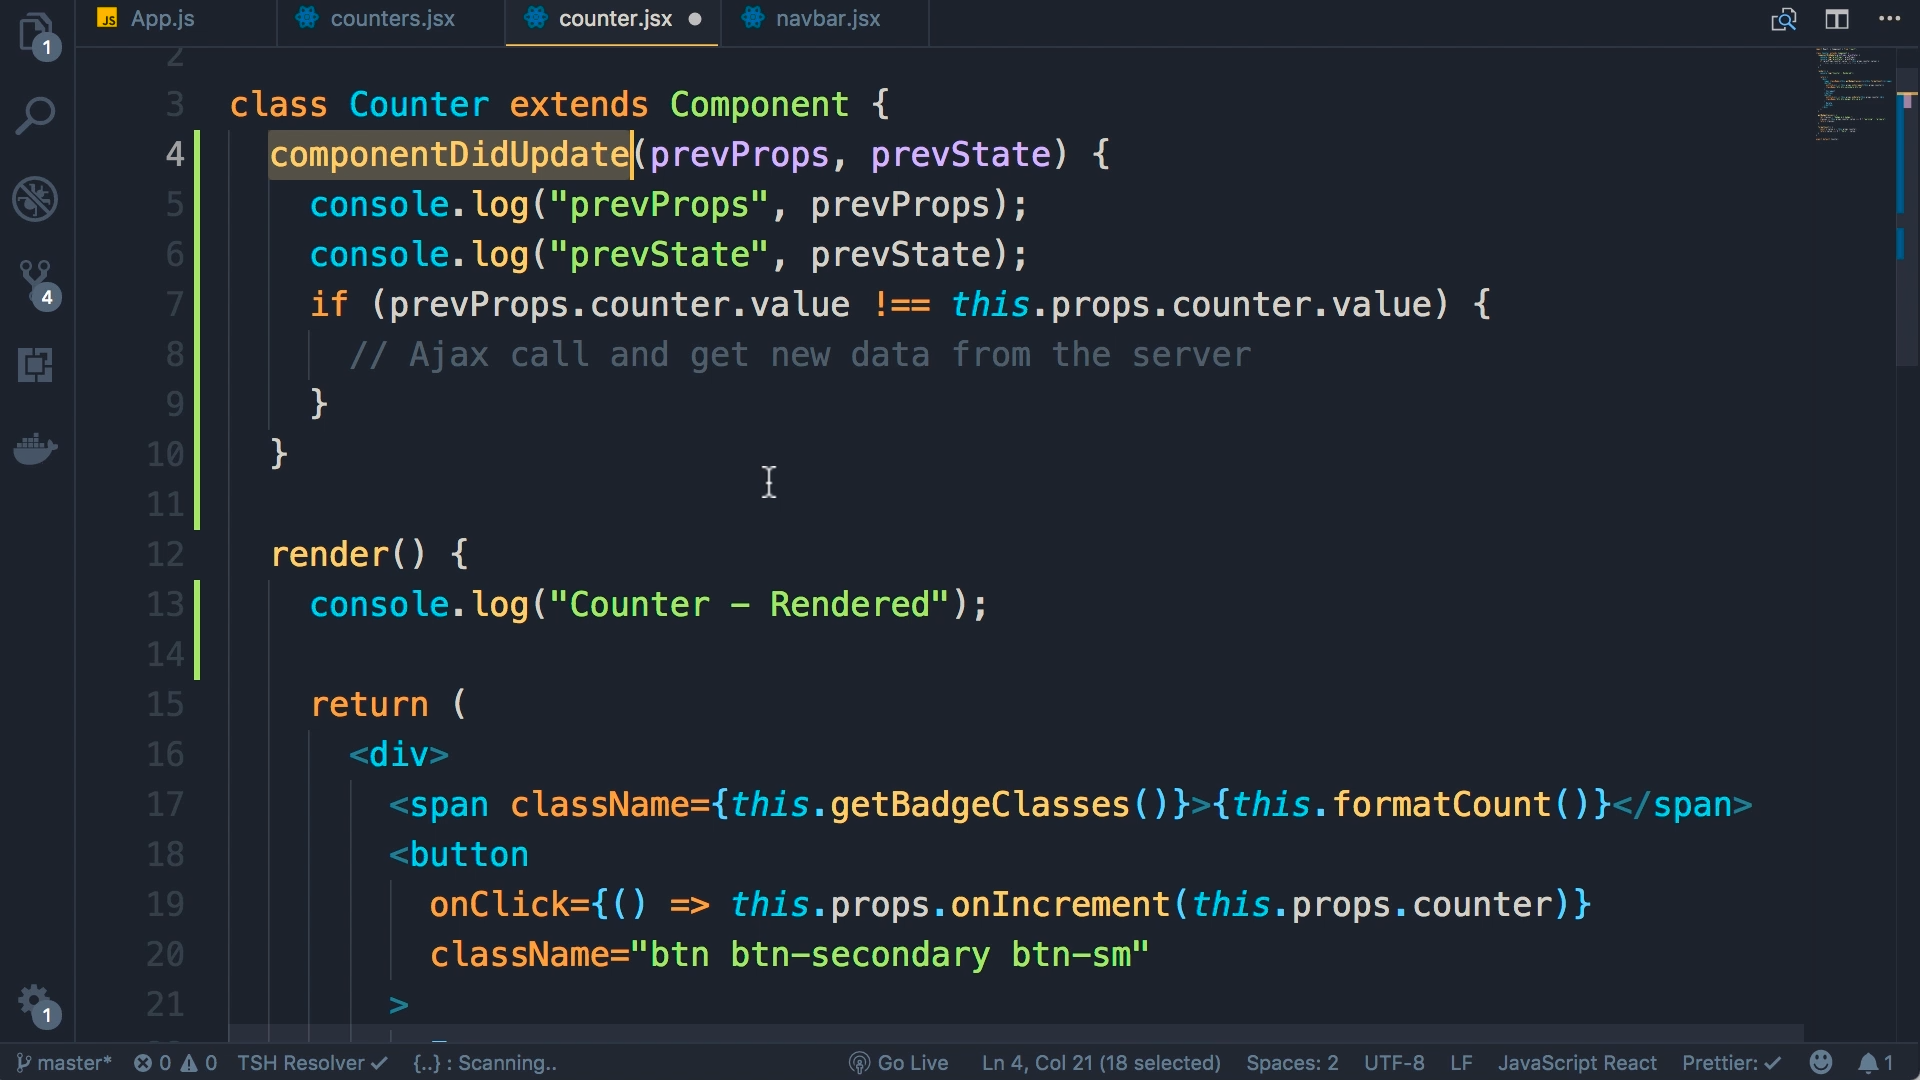 JS App.js counters.jsx counter.jsx ● navbar.jsx
1
2
3 class Counter extends Component {
4 componentDidUpdate(prevProps, prevState) {
5 console.log("prevProps", prevProps);
6 console.log("prevState", prevState);
7 if (prevProps.counter.value !== this.props.counter.value) {
8 // Ajax call and get new data from the server
9 }
10 }
11
12 render() {
13 console.log("Counter - Rendered");
14
15 return (
16 <div>
17 <span className={this.getBadgeClasses()}>{this.formatCount()}</span>
18 <button
19 onClick={() => this.props.onIncrement(this.props.counter)}
20 className="btn btn-secondary btn-sm"
21 >
4
1
master* 0 0 TSH Resolver ✓ {..} : Scanning.. Go Live Ln 4, Col 21 (18 selected) Spaces: 2 UTF-8 LF JavaScript React Prettier: ✓ 1